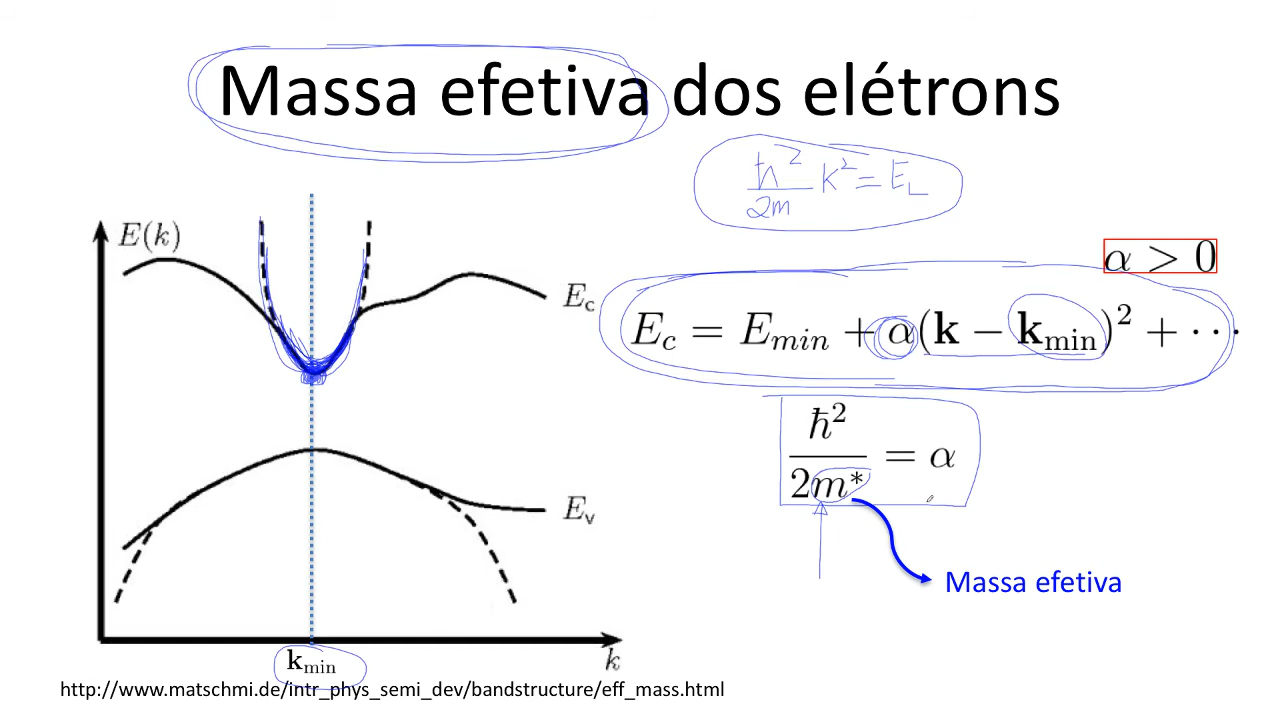 Massa efetiva dos elétrons
ħ²/2m K² = E_L
E(k)
α > 0
E_c
E_c = E_min + α(k − k_min)² + ···
ħ²/2m* = α
E_v
Massa efetiva
k_min
k
http://www.matschmi.de/intr_phys_semi_dev/bandstructure/eff_mass.html